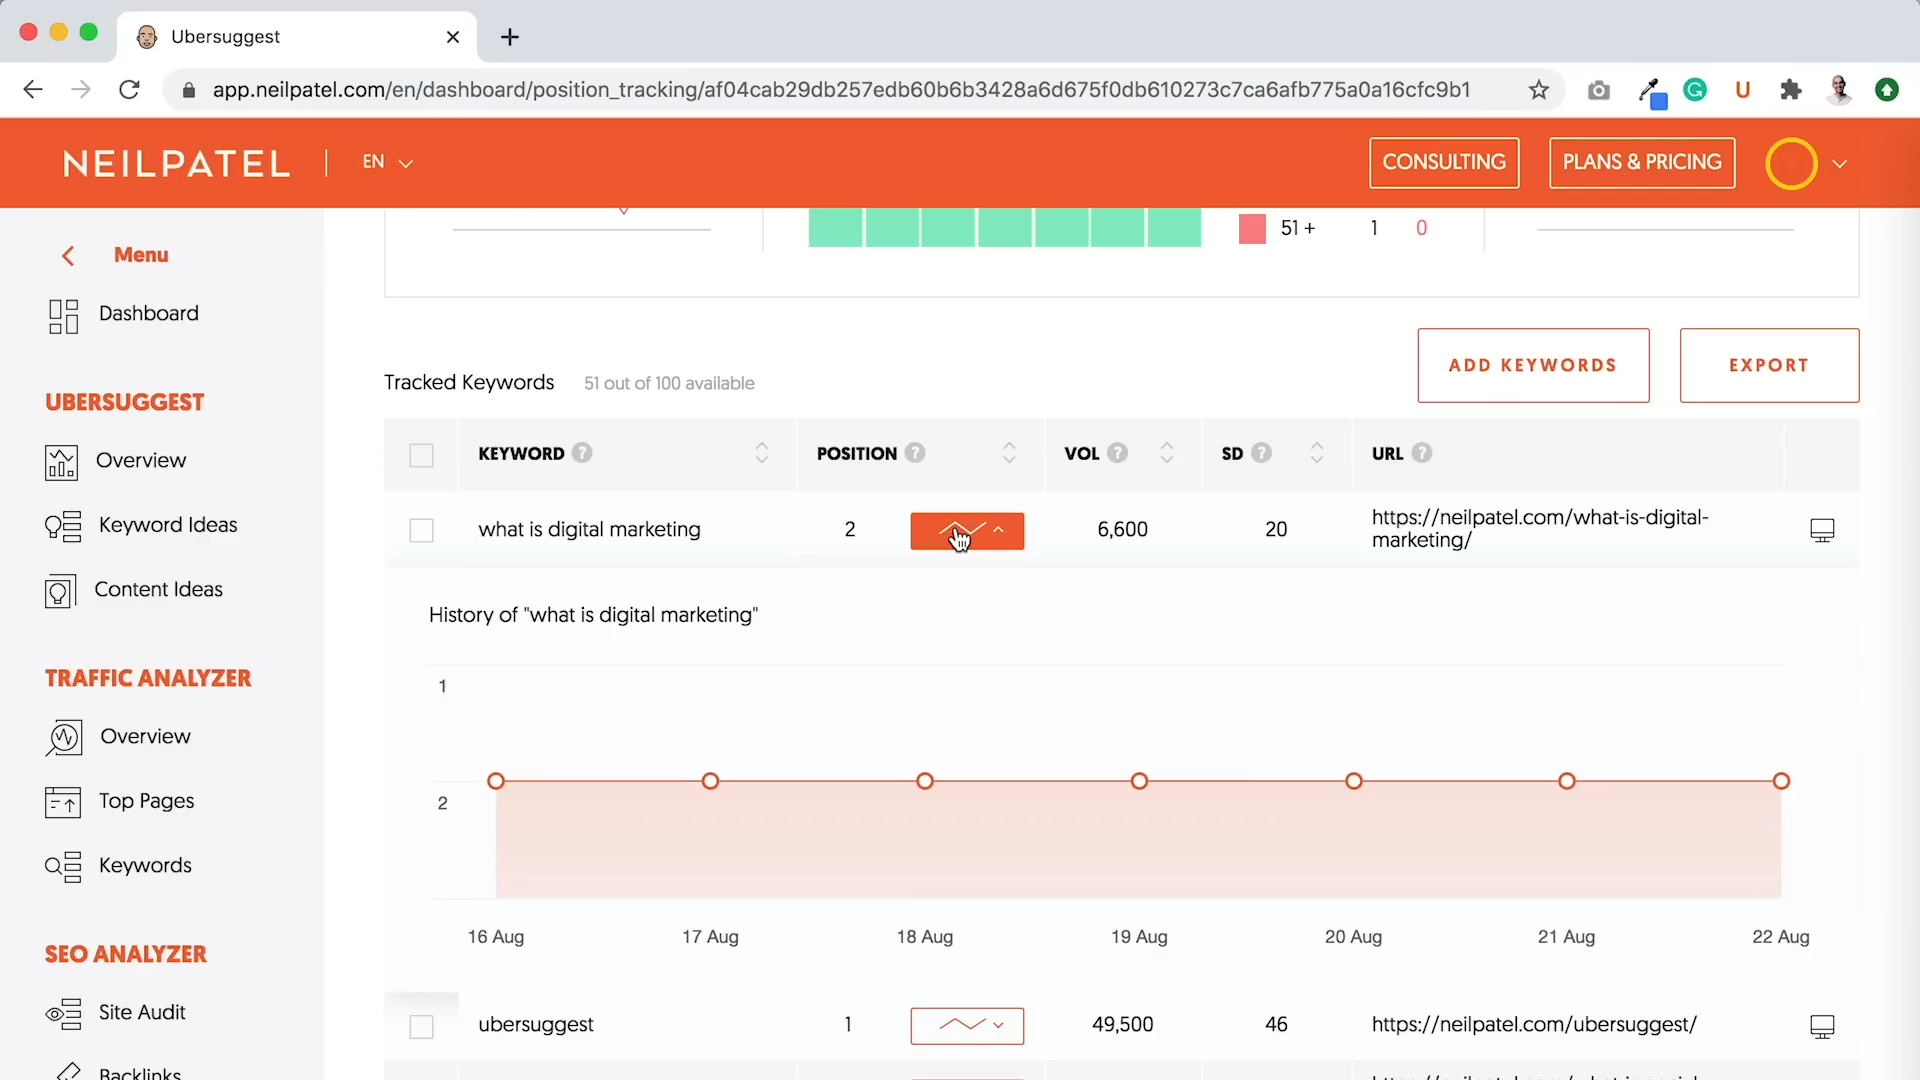 Ubersuggest
app.neilpatel.com/en/dashboard/position_tracking/af04cab29db257edb60b6b3428a6d675f0db610273c7ca6afb775a0a16cfc9b1
NEILPATEL
EN
CONSULTING
PLANS & PRICING
51 + 1 0
Menu
Dashboard
UBERSUGGEST
Overview
Keyword Ideas
Content Ideas
TRAFFIC ANALYZER
Overview
Top Pages
Keywords
SEO ANALYZER
Site Audit
Backlinks
Tracked Keywords 51 out of 100 available
ADD KEYWORDS
EXPORT
KEYWORD ? POSITION ? VOL ? SD ? URL ?
what is digital marketing 2 6,600 20 https://neilpatel.com/what-is-digital-
marketing/
History of "what is digital marketing"
1
2
16 Aug 17 Aug 18 Aug 19 Aug 20 Aug 21 Aug 22 Aug
ubersuggest 1 49,500 46 https://neilpatel.com/ubersuggest/